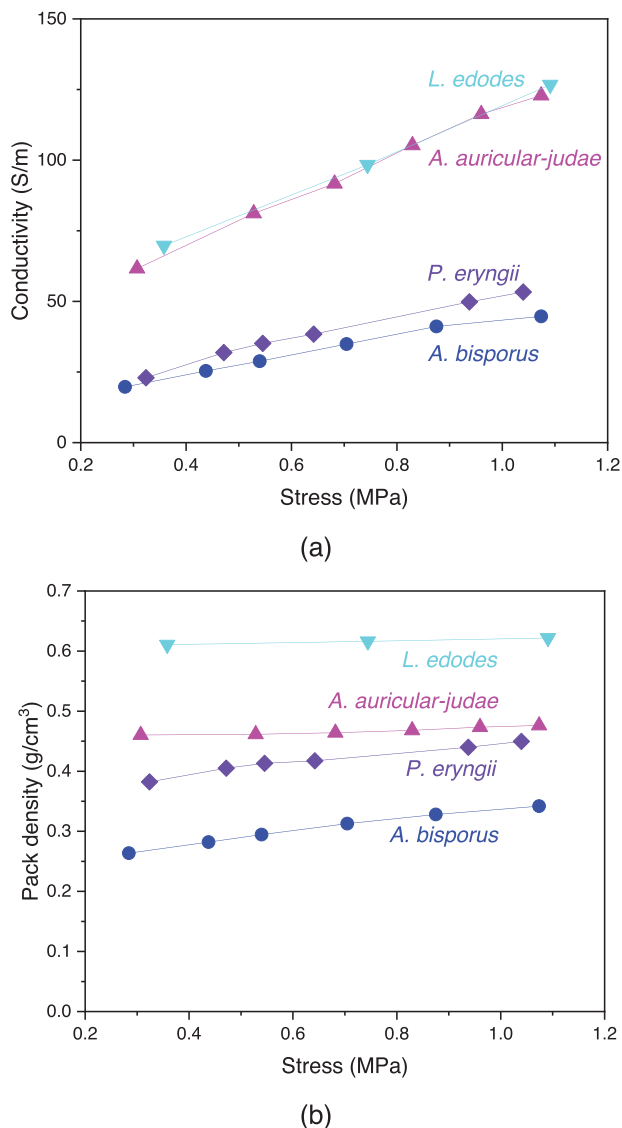 150
L. edodes
100
A. auricular-judae
Conductivity (S/m)
P. eryngii
50
A. bisporus
0
0.2 0.4 0.6 0.8 1.0 1.2
Stress (MPa)
(a)
0.7
0.6
L. edodes
0.5
A. auricular-judae
0.4
P. eryngii
Pack density (g/cm³)
0.3
A. bisporus
0.2
0.1
0.0
0.2 0.4 0.6 0.8 1.0 1.2
Stress (MPa)
(b)